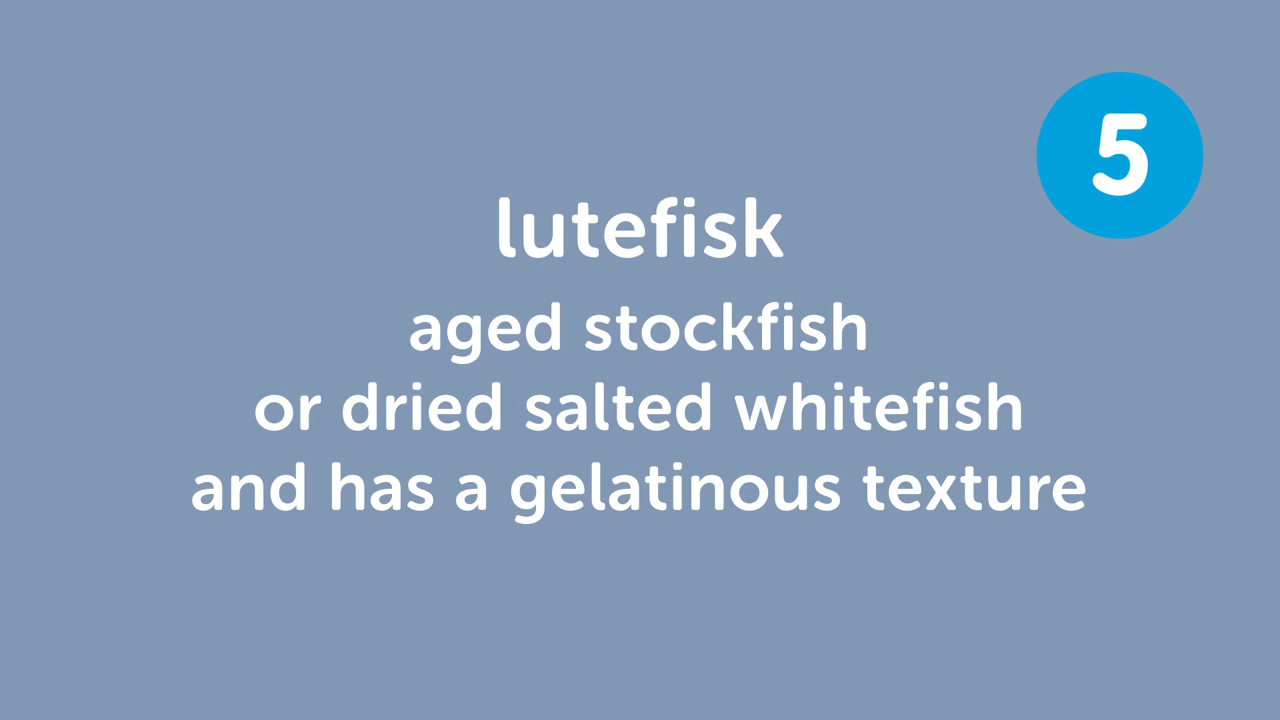 5
lutefisk
aged stockfish
or dried salted whitefish
and has a gelatinous texture